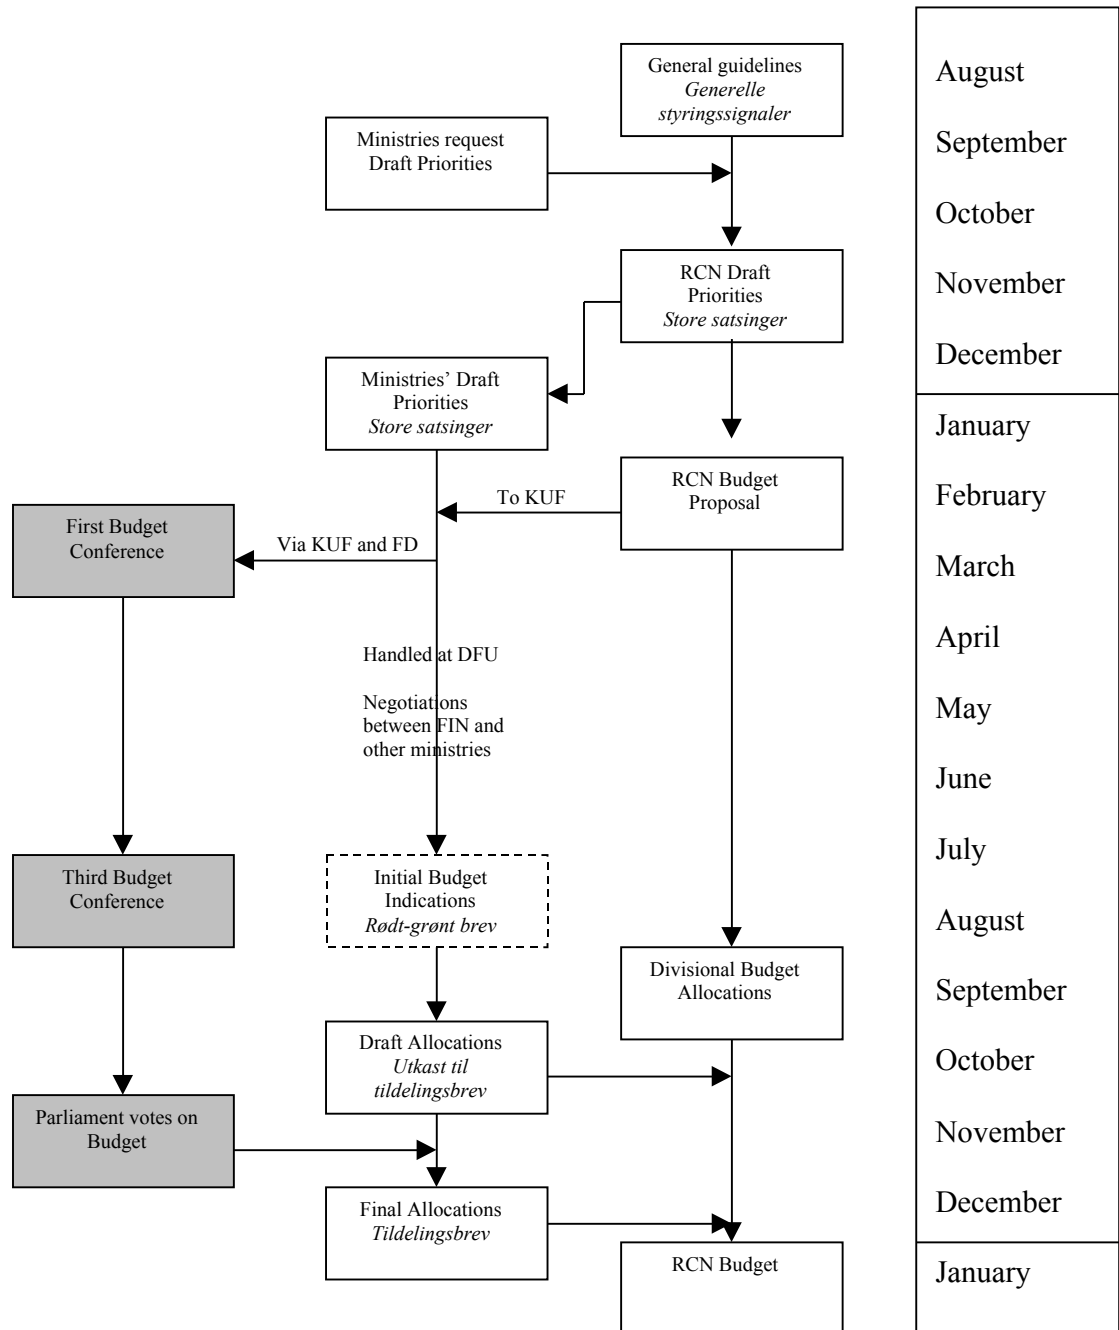 General guidelines
Generelle
styringssignaler
Ministries request
Draft Priorities
RCN Draft
Priorities
Store satsinger
Ministries’ Draft
Priorities
Store satsinger
RCN Budget
Proposal
To KUF
First Budget
Conference
Via KUF and FD
Handled at DFU
Negotiations
between FIN and
other ministries
Third Budget
Conference
Initial Budget
Indications
Rødt-grønt brev
Divisional Budget
Allocations
Draft Allocations
Utkast til
tildelingsbrev
Parliament votes on
Budget
Final Allocations
Tildelingsbrev
RCN Budget
August
September
October
November
December
January
February
March
April
May
June
July
August
September
October
November
December
January